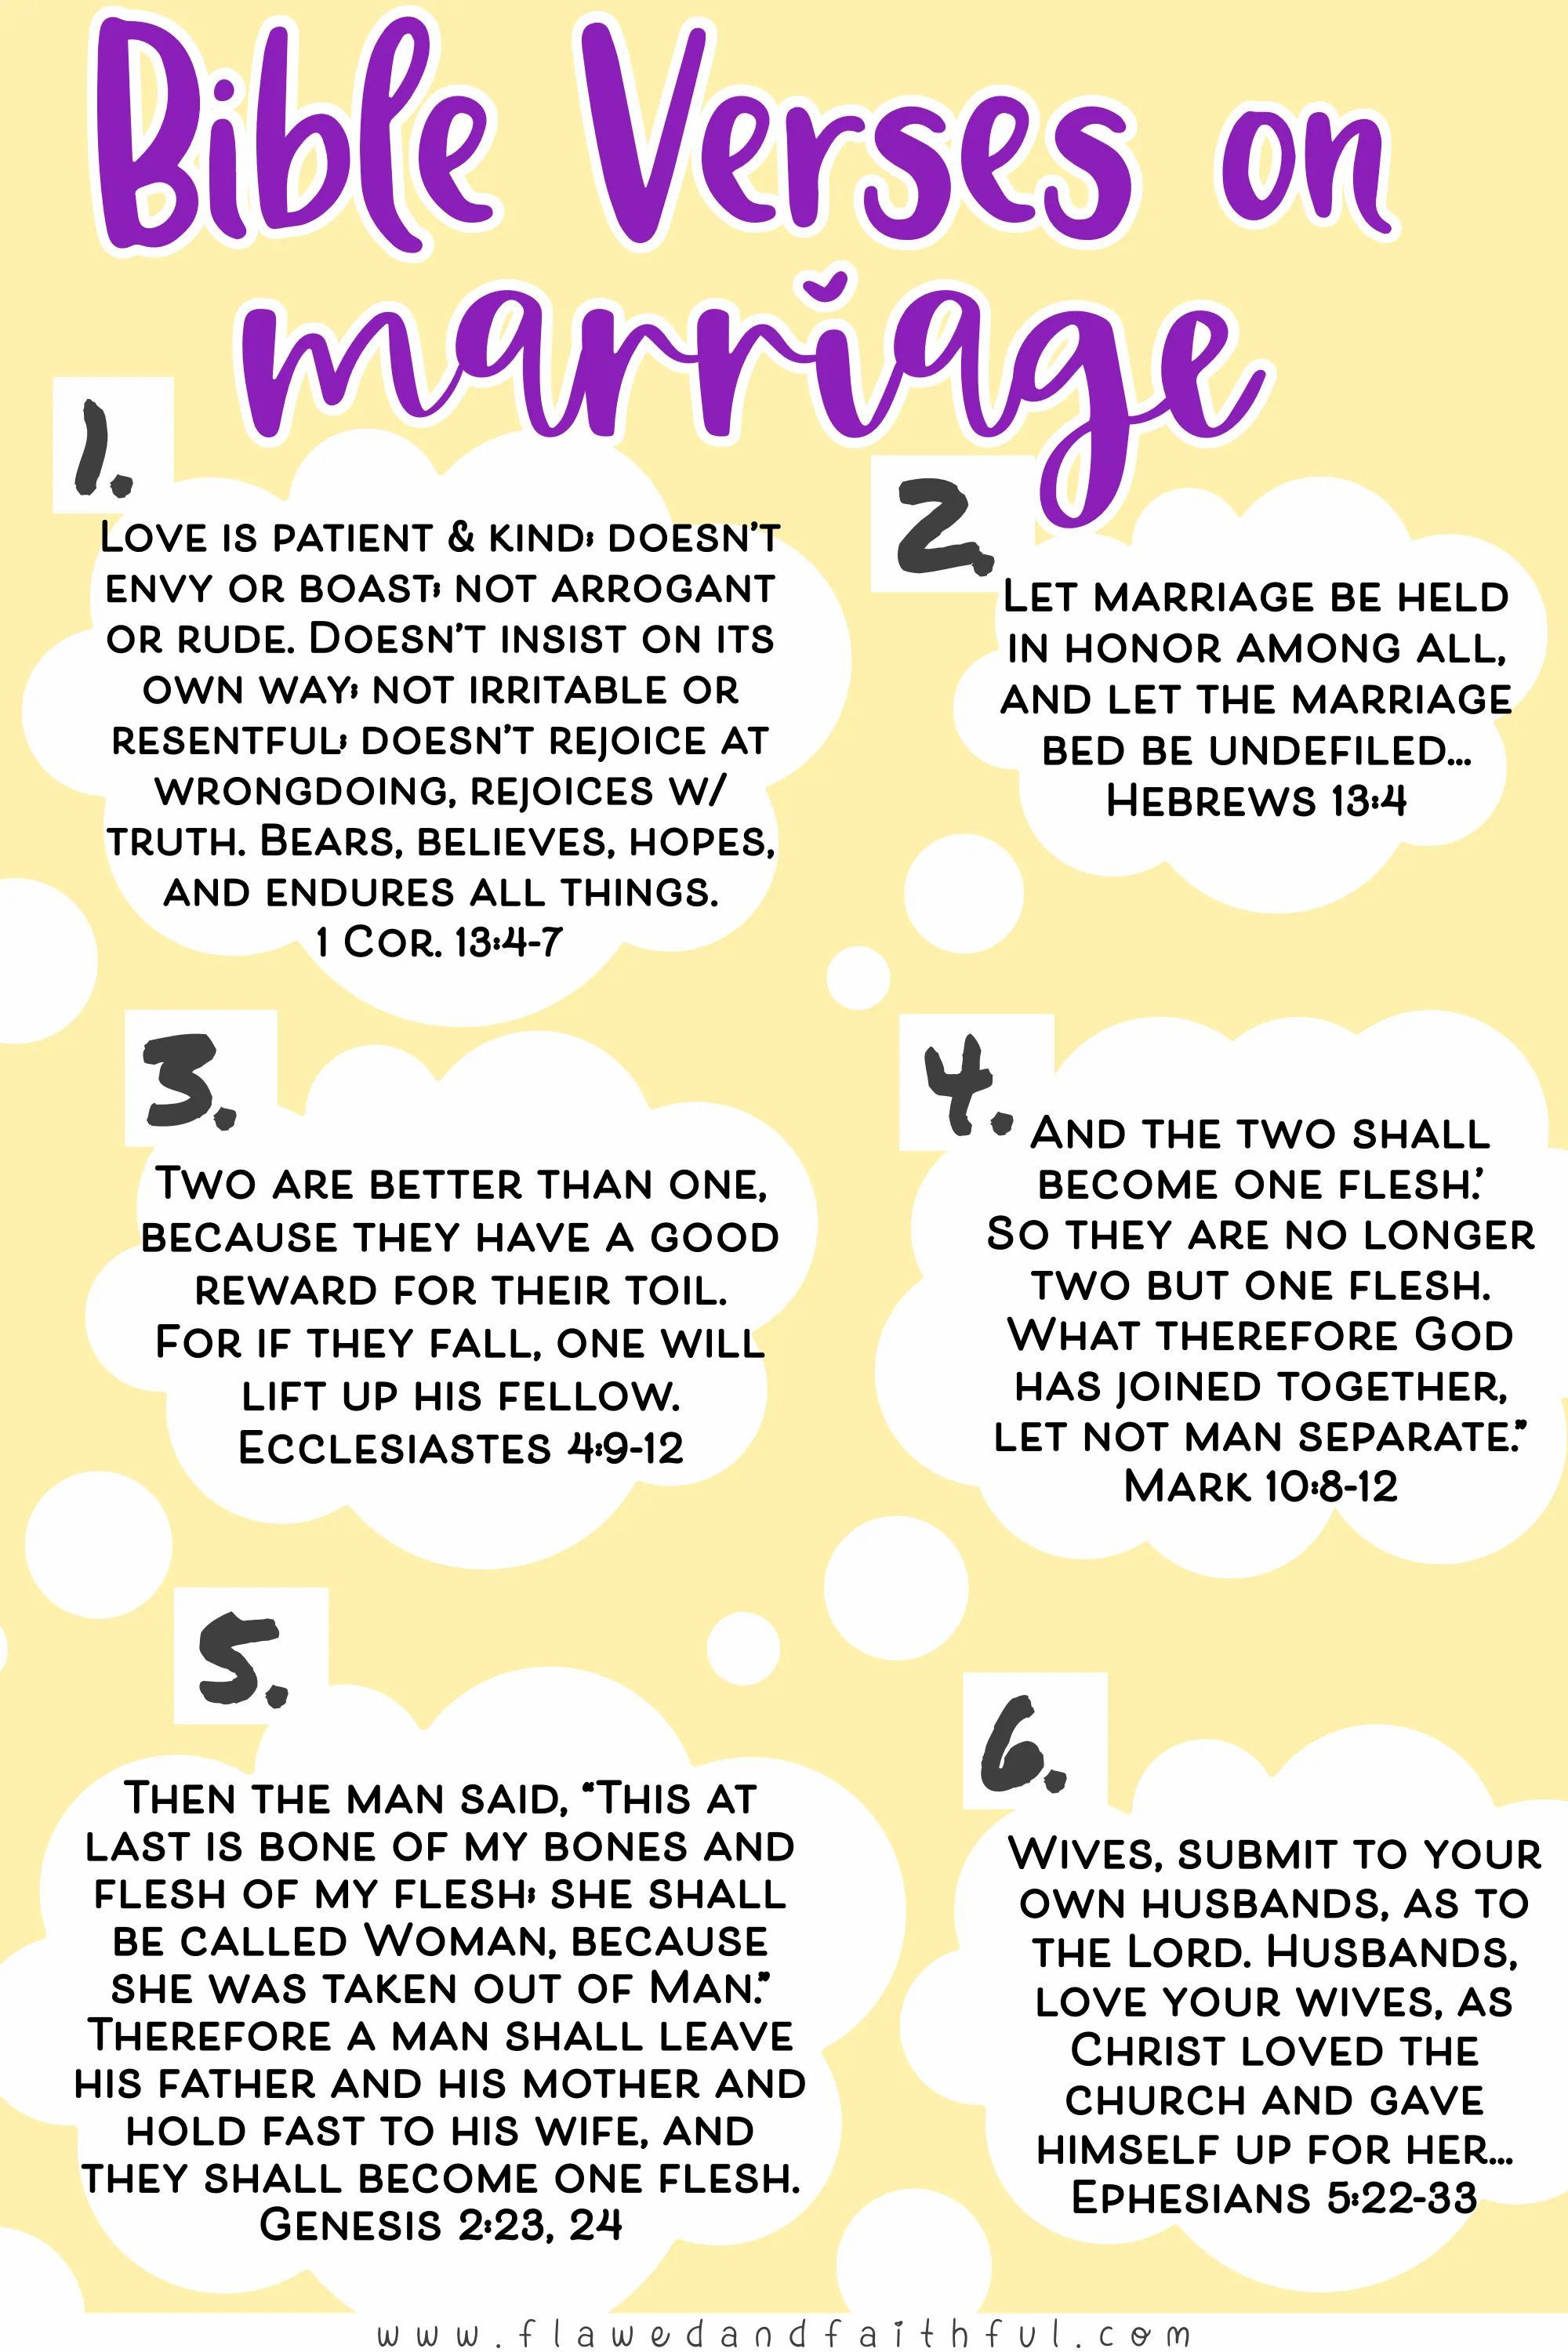 Bible Verses on
marriage
1.
Love is patient & kind; doesn't
envy or boast; not arrogant
or rude. Doesn't insist on its
own way; not irritable or
resentful; doesn't rejoice at
wrongdoing, rejoices w/
truth. Bears, believes, hopes,
and endures all things.
1 Cor. 13:4-7
2.
Let marriage be held
in honor among all,
and let the marriage
bed be undefiled...
Hebrews 13:4
3.
Two are better than one,
because they have a good
reward for their toil.
For if they fall, one will
lift up his fellow.
Ecclesiastes 4:9-12
4.
And the two shall
become one flesh.'
So they are no longer
two but one flesh.
What therefore God
has joined together,
let not man separate."
Mark 10:8-12
5.
Then the man said, "This at
last is bone of my bones and
flesh of my flesh; she shall
be called Woman, because
she was taken out of Man."
Therefore a man shall leave
his father and his mother and
hold fast to his wife, and
they shall become one flesh.
Genesis 2:23, 24
6.
Wives, submit to your
own husbands, as to
the Lord. Husbands,
love your wives, as
Christ loved the
church and gave
himself up for her...
Ephesians 5:22-33
www.flawedandfaithful.com